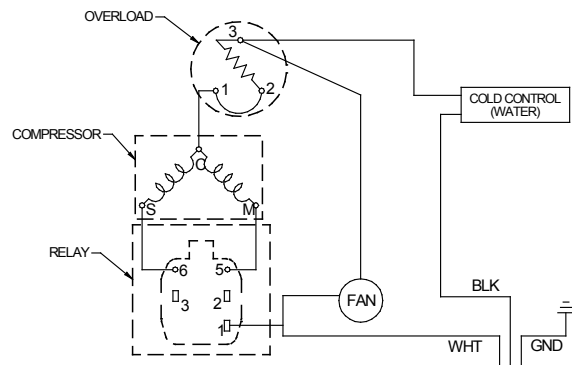 OVERLOAD
3
1
2
COLD CONTROL
(WATER)
COMPRESSOR
C
S
M
RELAY
6
5
3
2
1
FAN
BLK
WHT
GND